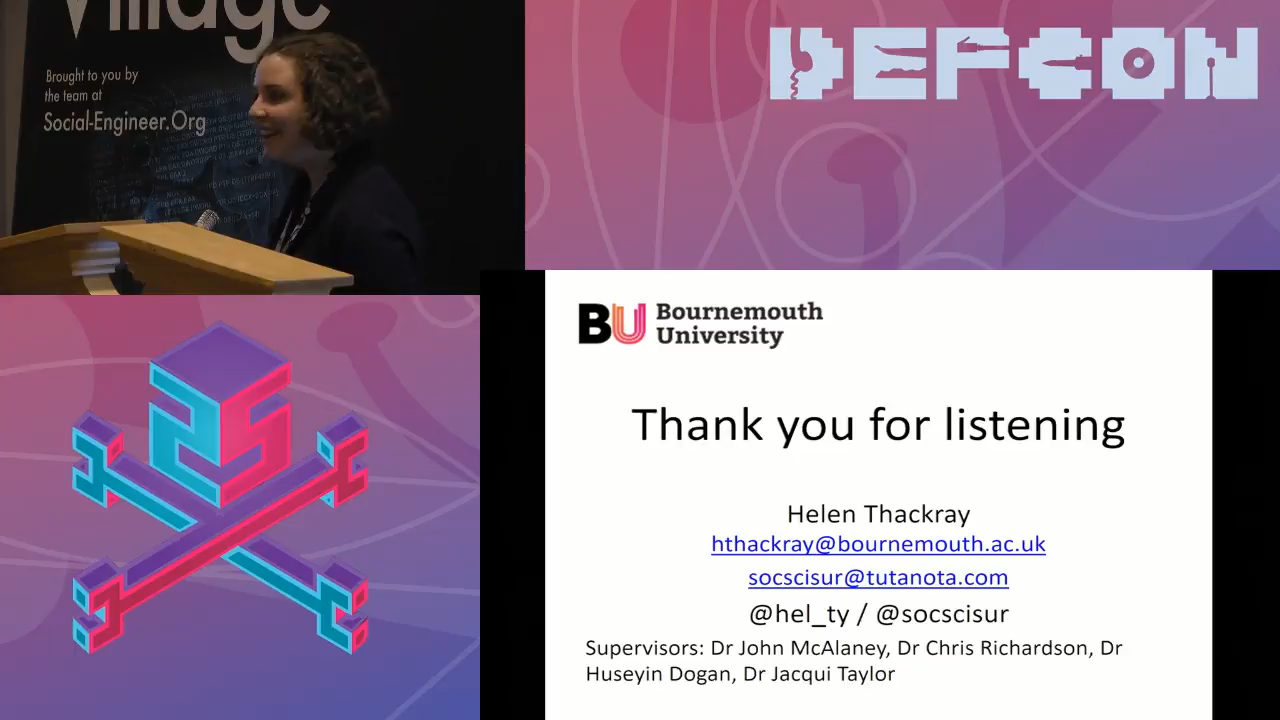 Village
Brought to you by
the team at
Social-Engineer.Org
DEFCON
BU Bournemouth
University
Thank you for listening
Helen Thackray
hthackray@bournemouth.ac.uk
socscisur@tutanota.com
@hel_ty / @socscisur
Supervisors: Dr John McAlaney, Dr Chris Richardson, Dr
Huseyin Dogan, Dr Jacqui Taylor
25